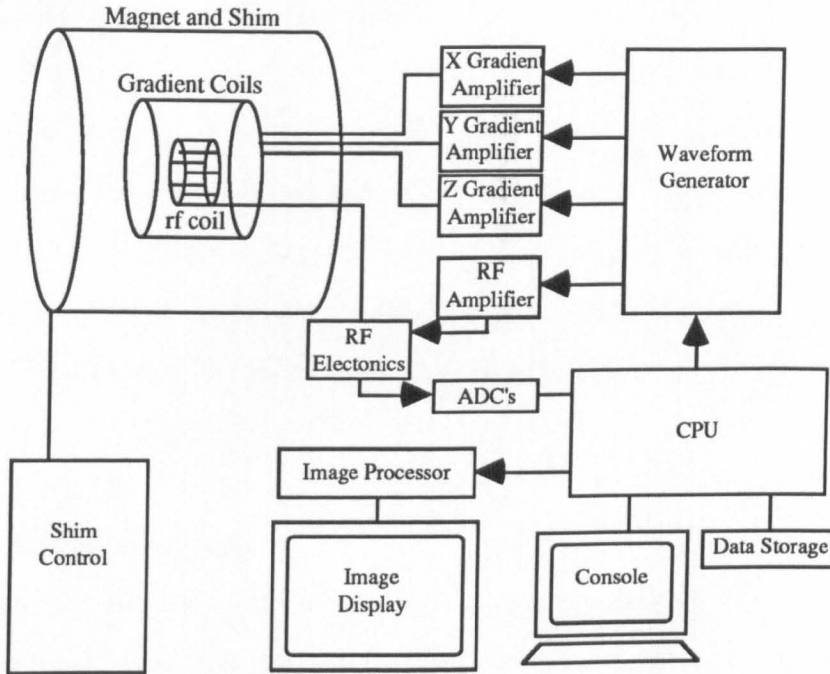 Magnet and Shim
Gradient Coils
rf coil
X Gradient
Amplifier
Y Gradient
Amplifier
Z Gradient
Amplifier
Waveform
Generator
RF
Amplifier
RF
Electonics
ADC's
CPU
Image Processor
Shim
Control
Image
Display
Console
Data Storage